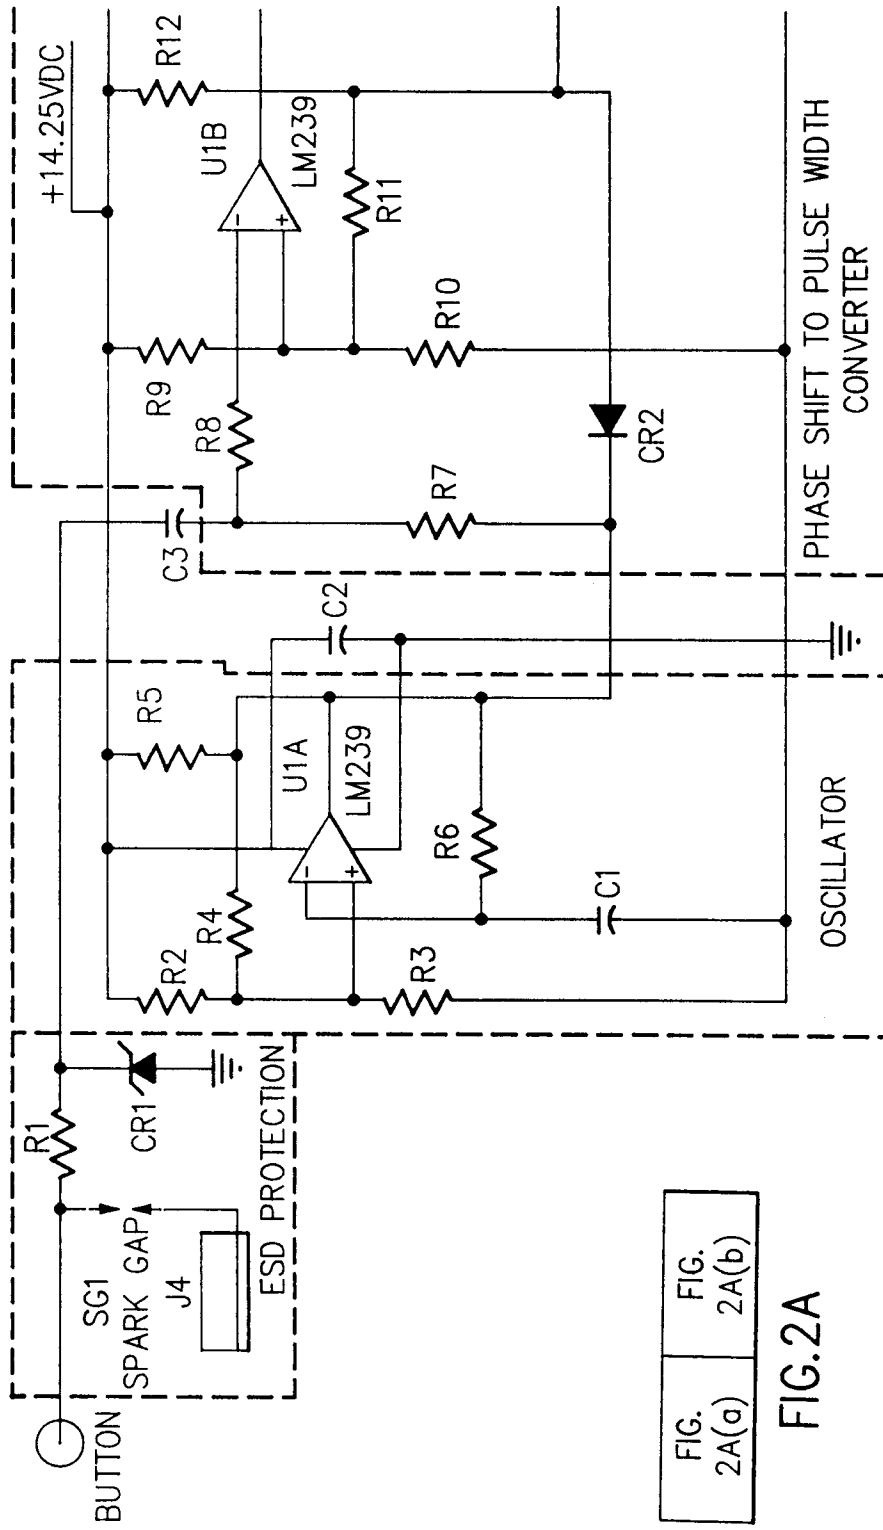 BUTTON
SG1
SPARK GAP
J4
R1
CR1
ESD PROTECTION
R2
R4
R3
R5
U1A
LM239
-
+
R6
C1
OSCILLATOR
C2
C3
R8
R7
R9
U1B
LM239
-
+
R10
R11
R12
CR2
+14.25VDC
PHASE SHIFT TO PULSE WIDTH
CONVERTER
FIG.
2A(a)
FIG.
2A(b)
FIG.2A